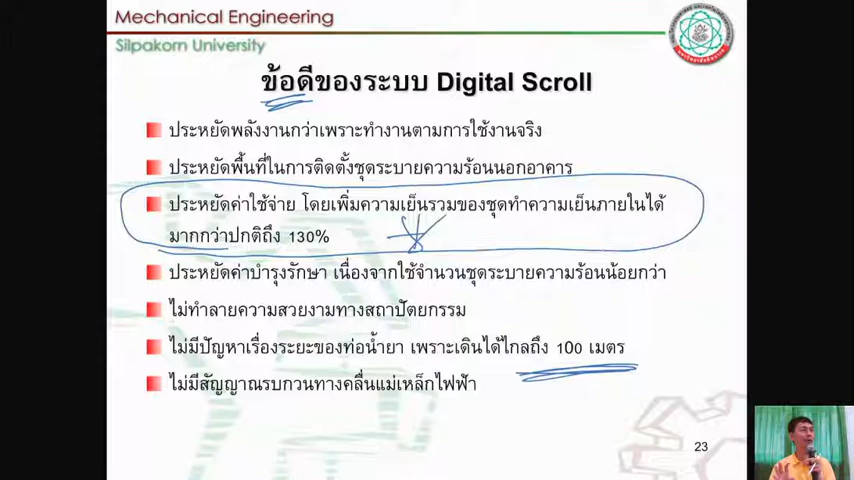 Mechanical Engineering
Silpakorn University
ข้อดีของระบบ Digital Scroll
ประหยัดพลังงานกว่าเพราะทำงานตามการใช้งานจริง
ประหยัดพื้นที่ในการติดตั้งชุดระบายความร้อนนอกอาคาร
ประหยัดค่าใช้จ่าย โดยเพิ่มความเย็นรวมของชุดทำความเย็นภายในได้
มากกว่าปกติถึง 130%
ประหยัดค่าบำรุงรักษา เนื่องจากใช้จำนวนชุดระบายความร้อนน้อยกว่า
ไม่ทำลายความสวยงามทางสถาปัตยกรรม
ไม่มีปัญหาเรื่องระยะของท่อน้ำยา เพราะเดินได้ไกลถึง 100 เมตร
ไม่มีสัญญาณรบกวนทางคลื่นแม่เหล็กไฟฟ้า
23